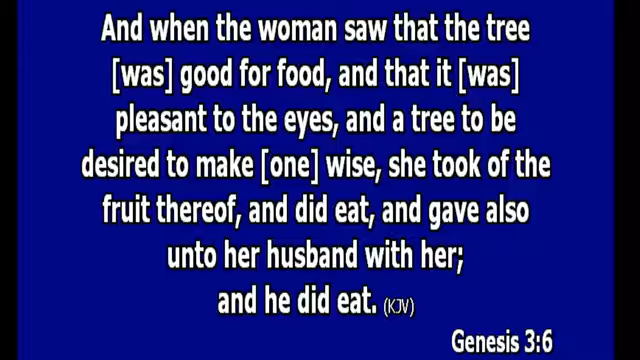 And when the woman saw that the tree
[was] good for food, and that it [was]
pleasant to the eyes, and a tree to be
desired to make [one] wise, she took of the
fruit thereof, and did eat, and gave also
unto her husband with her;
and he did eat. (KJV)
Genesis 3:6